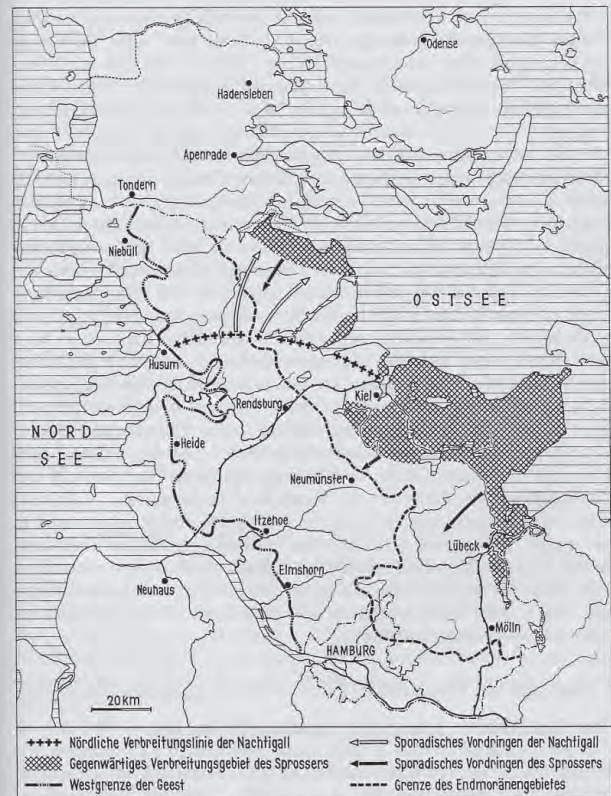 Odense
Hadersleben
Apenrade
Tondern
Niebüll
OSTSEE
Husum
Kiel
Rendsburg
NORD
SEE
Heide
Neumünster
Itzehoe
Lübeck
Elmshorn
Neuhaus
Mölln
HAMBURG
20km
Nördliche Verbreitungslinie der Nachtigall
Gegenwärtiges Verbreitungsgebiet des Sprossers
Westgrenze der Geest
Sporadisches Vordringen der Nachtigall
Sporadisches Vordringen des Sprossers
Grenze des Endmoränengebietes